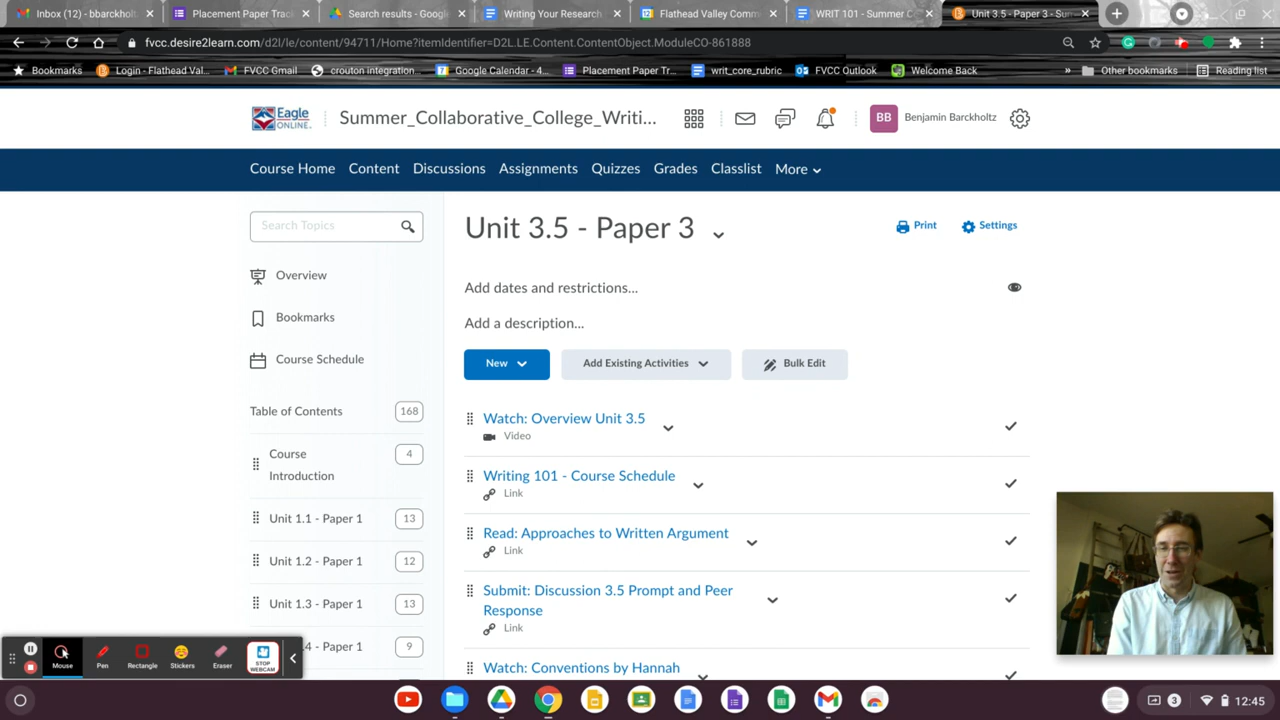 Inbox (12) - bbarckholz
Placement Paper Track
Search results - Google
Writing Your Research
Flathead Valley Comm
WRIT 101 - Summer C
Unit 3.5 - Paper 3 - Sum
fvcc.desire2learn.com/d2l/le/content/94711/Home?itemIdentifier=D2L.LE.Content.ContentObject.ModuleCO-861888
Bookmarks
Login - Flathead Val...
FVCC Gmail
crouton integration...
Google Calendar - 4...
Placement Paper Tr...
writ_core_rubric
FVCC Outlook
Welcome Back
»
Other bookmarks
Reading list
Eagle
ONLINE
Summer_Collaborative_College_Writi...
BB
Benjamin Barckholtz
Course Home
Content
Discussions
Assignments
Quizzes
Grades
Classlist
More
Search Topics
Overview
Bookmarks
Course Schedule
Table of Contents
168
Course
Introduction
4
Unit 1.1 - Paper 1
13
Unit 1.2 - Paper 1
12
Unit 1.3 - Paper 1
13
.4 - Paper 1
9
Unit 3.5 - Paper 3
Print
Settings
Add dates and restrictions...
Add a description...
New
Add Existing Activities
Bulk Edit
Watch: Overview Unit 3.5
Video
Writing 101 - Course Schedule
Link
Read: Approaches to Written Argument
Link
Submit: Discussion 3.5 Prompt and Peer
Response
Link
Watch: Conventions by Hannah
Mouse
Pen
Rectangle
Stickers
Eraser
STOP
WEBCAM
3
12:45